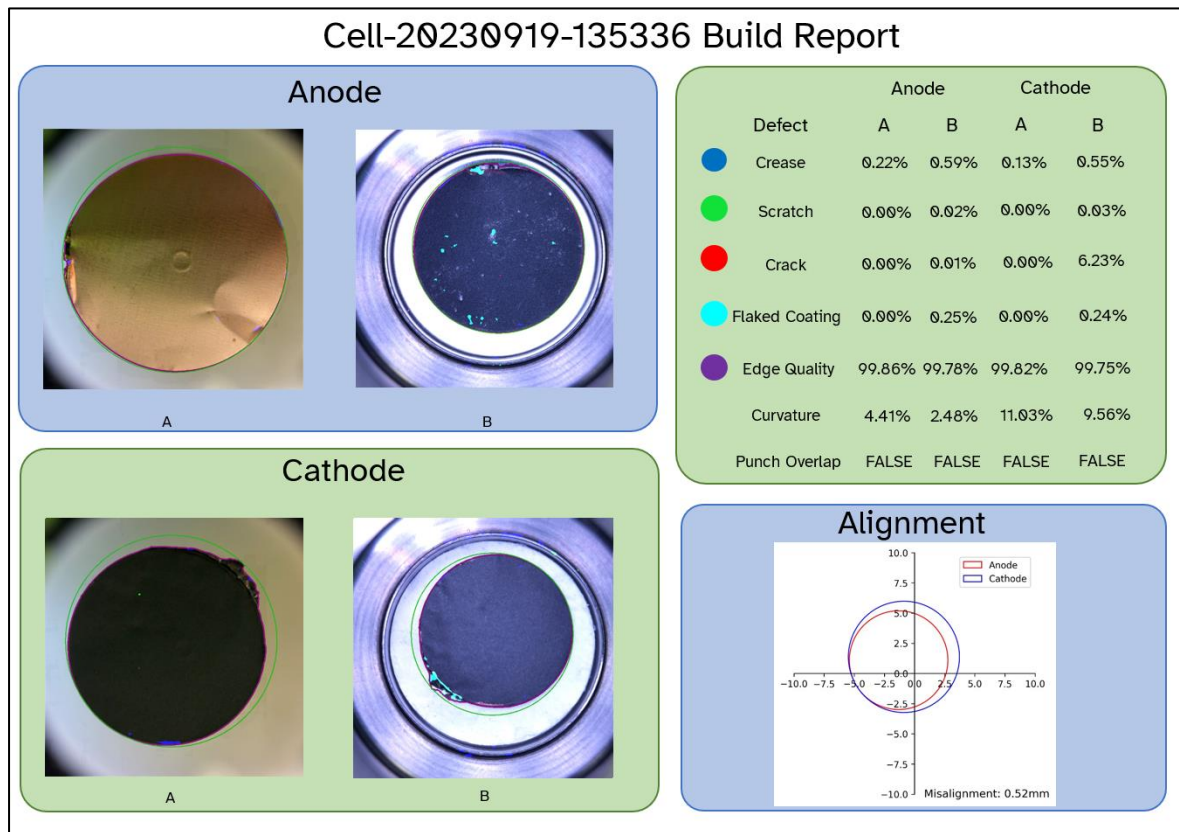 Cell-20230919-135336 Build Report
Anode
A
B
Cathode
A
B
Anode Cathode
Defect A B A B
Crease 0.22% 0.59% 0.13% 0.55%
Scratch 0.00% 0.02% 0.00% 0.03%
Crack 0.00% 0.01% 0.00% 6.23%
Flaked Coating 0.00% 0.25% 0.00% 0.24%
Edge Quality 99.86% 99.78% 99.82% 99.75%
Curvature 4.41% 2.48% 11.03% 9.56%
Punch Overlap FALSE FALSE FALSE FALSE
Alignment
10.0
Anode
7.5
Cathode
5.0
2.5
0.0
-10.0 -7.5 -5.0 -2.5 0.0 2.5 5.0 7.5 10.0
-2.5
-5.0
-7.5
-10.0
Misalignment: 0.52mm